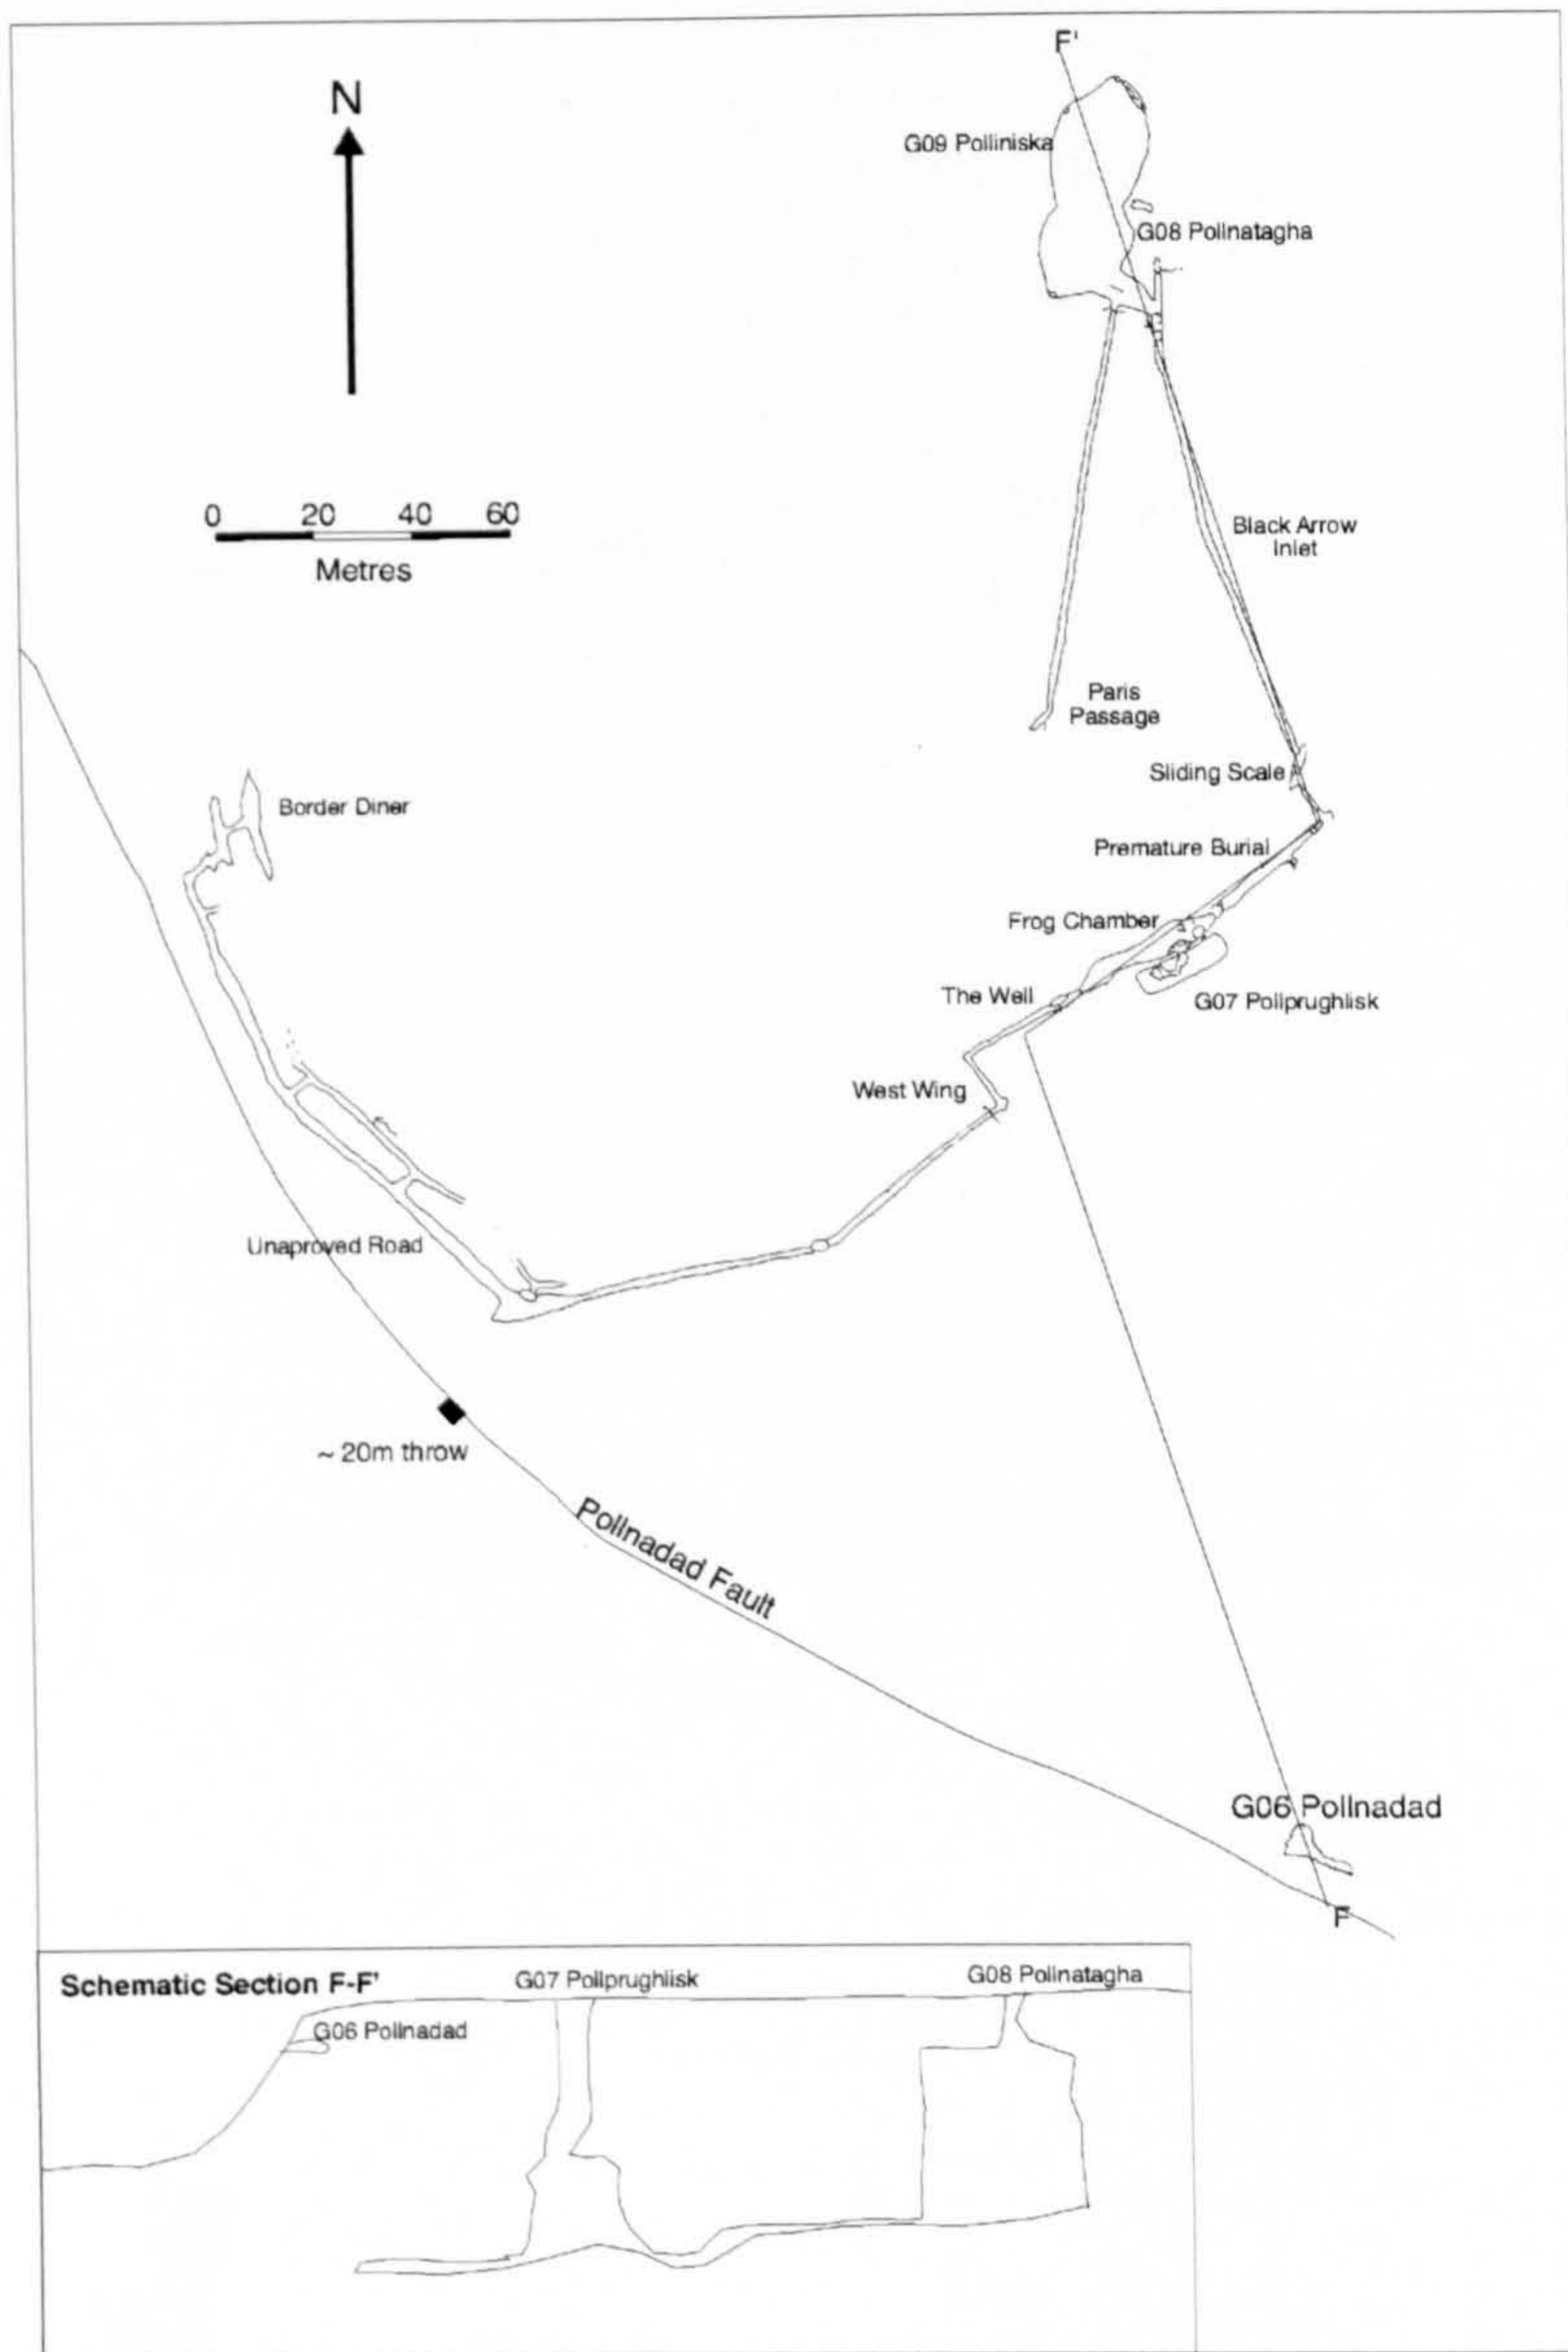 F'
N
G09 Polliniska
G08 Pollnatagha
0 20 40 60
Metres
Black Arrow
Inlet
Paris
Passage
Sliding Scale
Border Diner
Premature Burial
Frog Chamber
The Well
G07 Pollprughlisk
West Wing
Unaproved Road
~ 20m throw
Pollnadad Fault
G06 Pollnadad
F
Schematic Section F-F'
G07 Pollprughlisk
G08 Pollnatagha
G06 Pollnadad